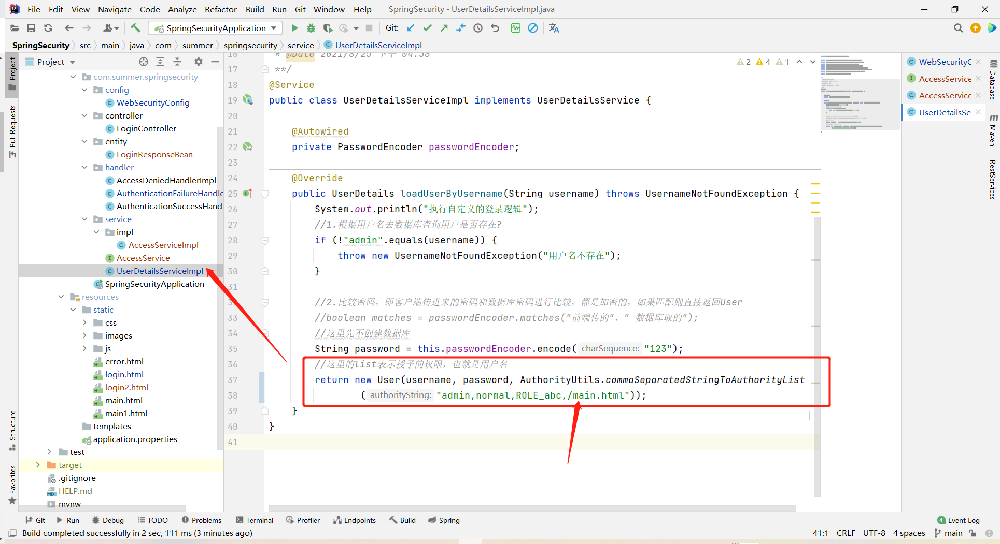 File Edit View Navigate Code Analyze Refactor Build Run Git Window Help SpringSecurity - UserDetailsServiceImpl.java
SpringSecurityApplication Git:
SpringSecurity src main java com summer springsecurity service UserDetailsServiceImpl
Project
com.summer.springsecurity
config
WebSecurityConfig
controller
LoginController
entity
LoginResponseBean
handler
AccessDeniedHandlerImpl
AuthenticationFailureHandle
AuthenticationSuccessHandl
service
impl
AccessServiceImpl
AccessService
UserDetailsServiceImpl
SpringSecurityApplication
resources
static
css
images
js
error.html
login.html
login2.html
main.html
main1.html
templates
application.properties
test
target
.gitignore
HELP.md
mvnw
Project
Pull Requests
Structure
Favorites
2 4 1
16 * @Date 2021/8/25 下午 04:38
17 **/
18 @Service
19 public class UserDetailsServiceImpl implements UserDetailsService {
20
21 @Autowired
22 private PasswordEncoder passwordEncoder;
23
24 @Override
25 public UserDetails loadUserByUsername(String username) throws UsernameNotFoundException {
26 System.out.println("执行自定义的登录逻辑");
27 //1.根据用户名去数据库查询用户是否存在?
28 if (!"admin".equals(username)) {
29 throw new UsernameNotFoundException("用户名不存在");
30 }
31
//2.比较密码，即客户端传进来的密码和数据库密码进行比较，都是加密的，如果匹配则直接返回User
33 //boolean matches = passwordEncoder.matches("前端传的"," 数据库取的");
34 //这里先不创建数据库
35 String password = this.passwordEncoder.encode( charSequence: "123");
36 //这里的list表示授予的权限，也就是用户名
37 return new User(username, password, AuthorityUtils.commaSeparatedStringToAuthorityList
38 ( authorityString: "admin,normal,ROLE_abc,/main.html"));
39 }
40 }
41
WebSecurityC
AccessService
AccessService
UserDetailsSe
Database
Maven
RestServices
Git Run Debug TODO Problems Terminal Profiler Endpoints Build Spring 4 Event Log
Build completed successfully in 2 sec, 111 ms (3 minutes ago) 41:1 CRLF UTF-8 4 spaces main